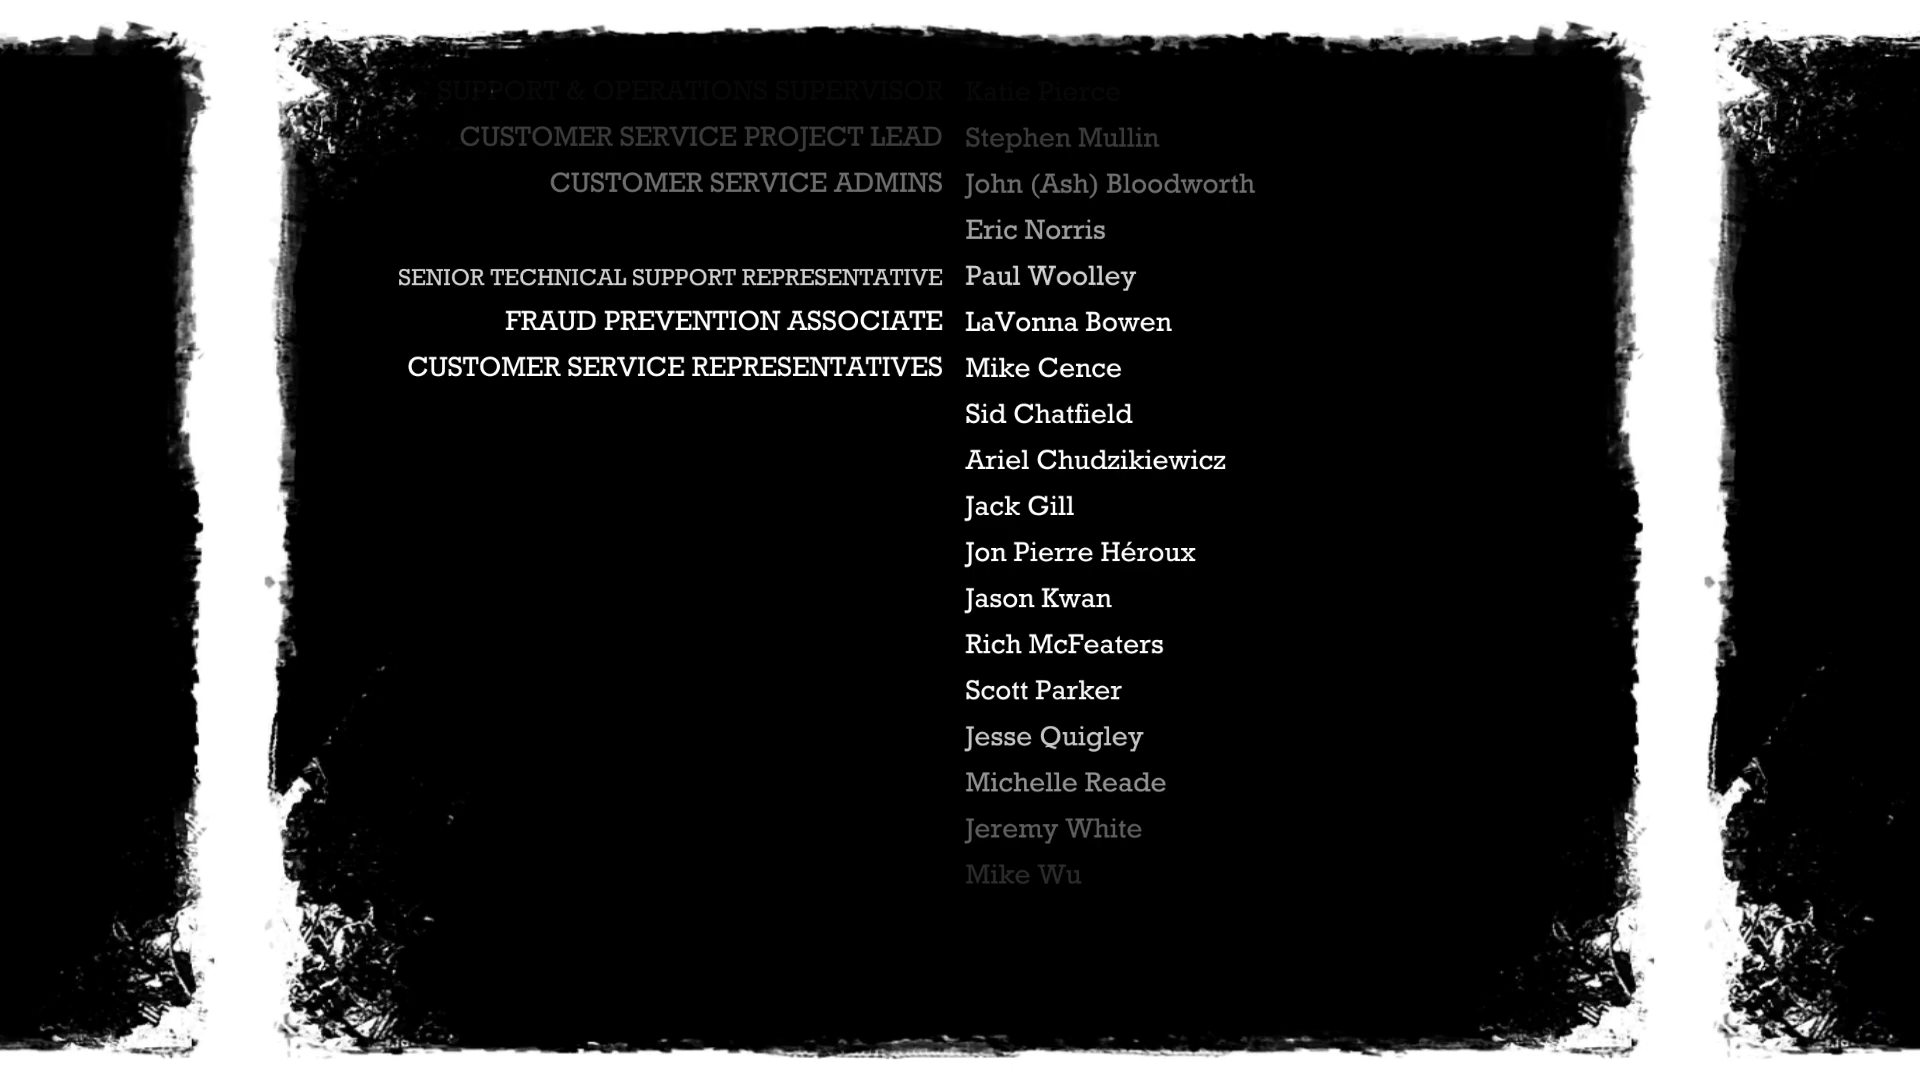 SUPPORT & OPERATIONS SUPERVISOR Katie Pierce
CUSTOMER SERVICE PROJECT LEAD Stephen Mullin
CUSTOMER SERVICE ADMINS John (Ash) Bloodworth
Eric Norris
SENIOR TECHNICAL SUPPORT REPRESENTATIVE Paul Woolley
FRAUD PREVENTION ASSOCIATE LaVonna Bowen
CUSTOMER SERVICE REPRESENTATIVES Mike Cence
Sid Chatfield
Ariel Chudzikiewicz
Jack Gill
Jon Pierre Héroux
Jason Kwan
Rich McFeaters
Scott Parker
Jesse Quigley
Michelle Reade
Jeremy White
Mike Wu